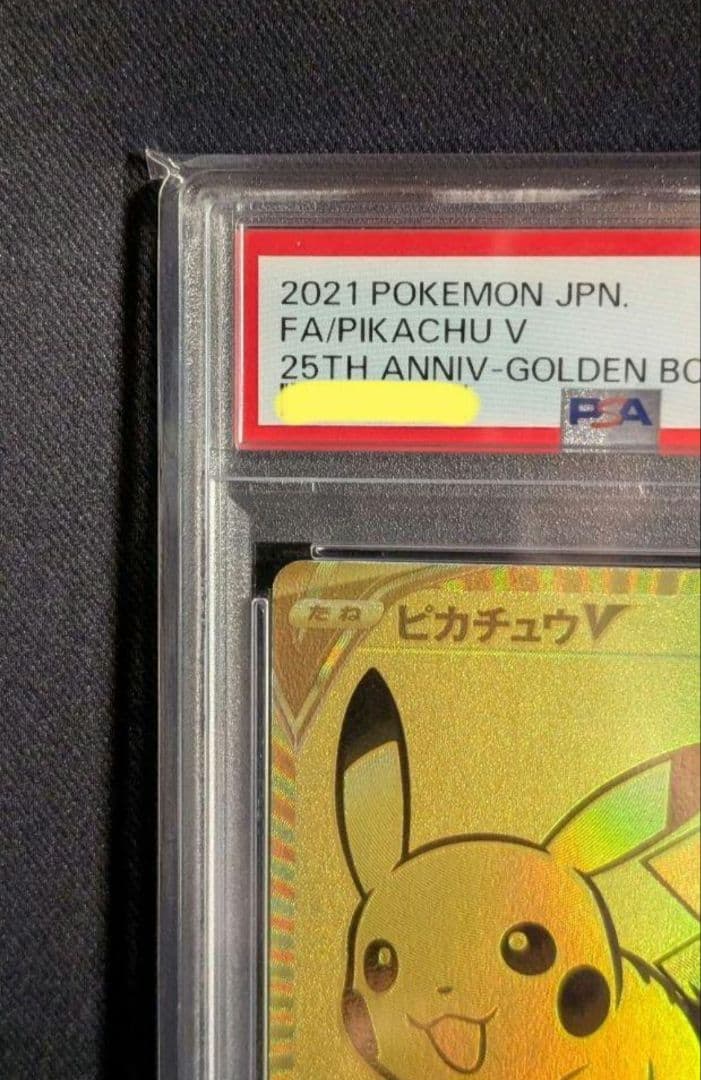 2021 POKEMON JPN.
FA/PIKACHU V
25TH ANNIV-GOLDEN BO
PSA
たね ピカチュウV